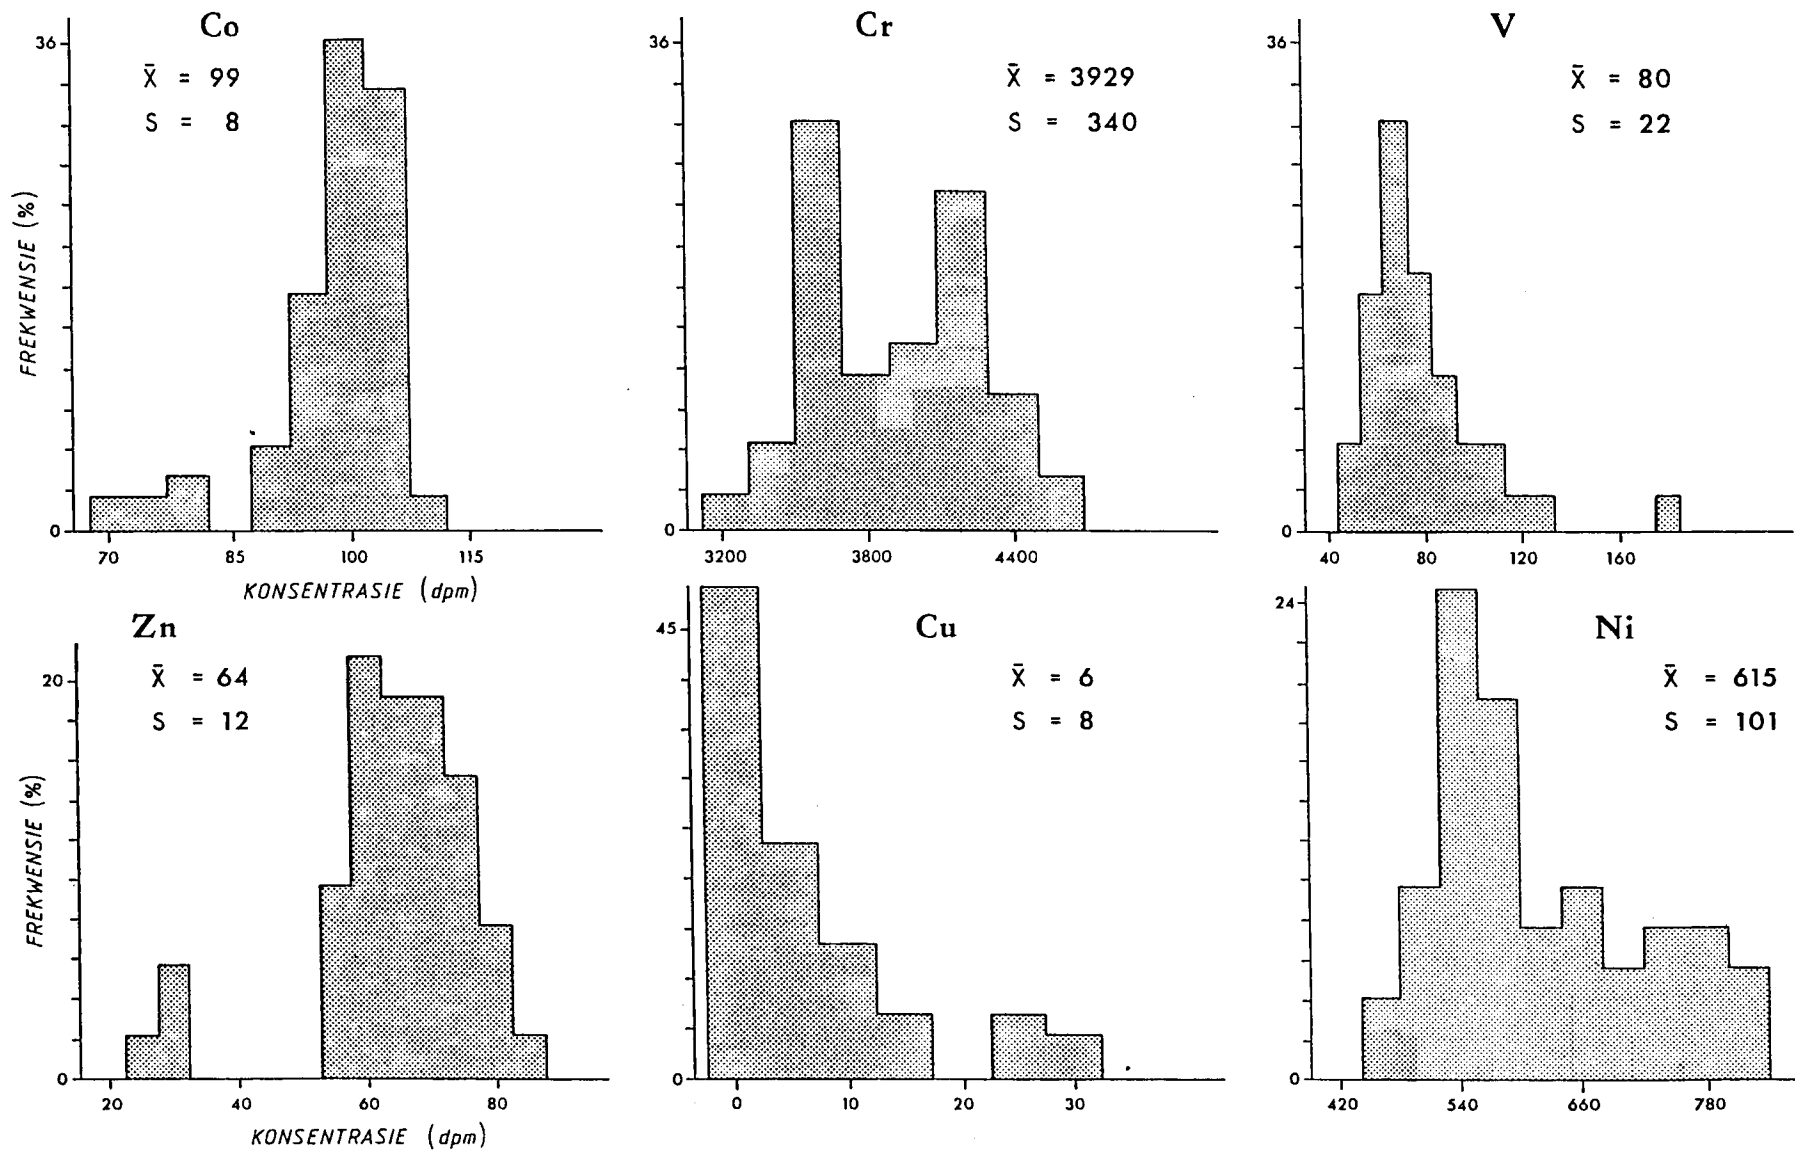 Co
X̄ = 99
S = 8
36
0
FREKWENSIE (%)
70 85 100 115
KONSENTRASIE (dpm)
Cr
X̄ = 3929
S = 340
36
0
3200 3800 4400
V
X̄ = 80
S = 22
36
0
40 80 120 160
Zn
X̄ = 64
S = 12
20
0
FREKWENSIE (%)
20 40 60 80
KONSENTRASIE (dpm)
Cu
X̄ = 6
S = 8
45
0
0 10 20 30
Ni
X̄ = 615
S = 101
24
0
420 540 660 780